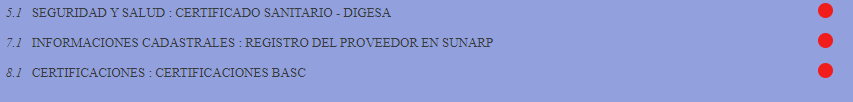 5.1 SEGURIDAD Y SALUD : CERTIFICADO SANITARIO - DIGESA
7.1 INFORMACIONES CADASTRALES : REGISTRO DEL PROVEEDOR EN SUNARP
8.1 CERTIFICACIONES : CERTIFICACIONES BASC